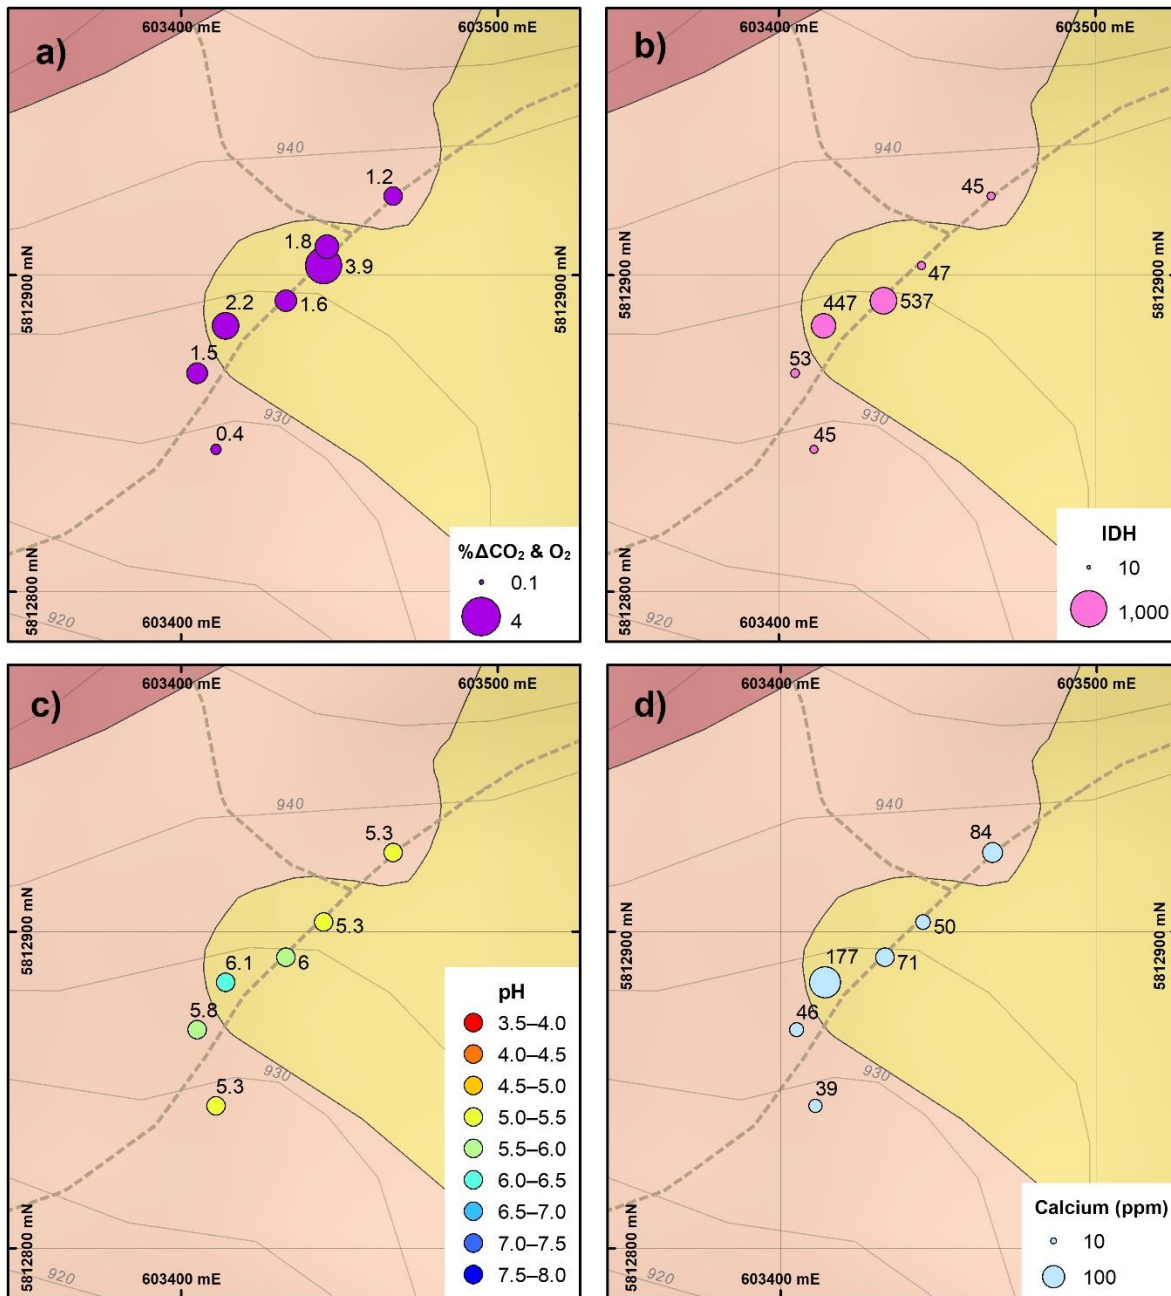 a)
603400 mE
603500 mE
940
1.2
1.8
3.9
5812900 mN
5812900 mN
1.6
2.2
1.5
930
0.4
5812800 mN
920
603400 mE
%ΔCO₂ & O₂
0.1
4
b)
603400 mE
603500 mE
940
45
47
5812900 mN
5812900 mN
537
447
53
930
45
5812800 mN
920
603400 mE
IDH
10
1,000
c)
603400 mE
603500 mE
940
5.3
5.3
5812900 mN
5812900 mN
6
6.1
5.8
930
5.3
5812800 mN
920
603400 mE
pH
3.5–4.0
4.0–4.5
4.5–5.0
5.0–5.5
5.5–6.0
6.0–6.5
6.5–7.0
7.0–7.5
7.5–8.0
d)
603400 mE
603500 mE
940
84
50
5812900 mN
5812900 mN
71
177
46
930
39
5812800 mN
920
603400 mE
Calcium (ppm)
10
100